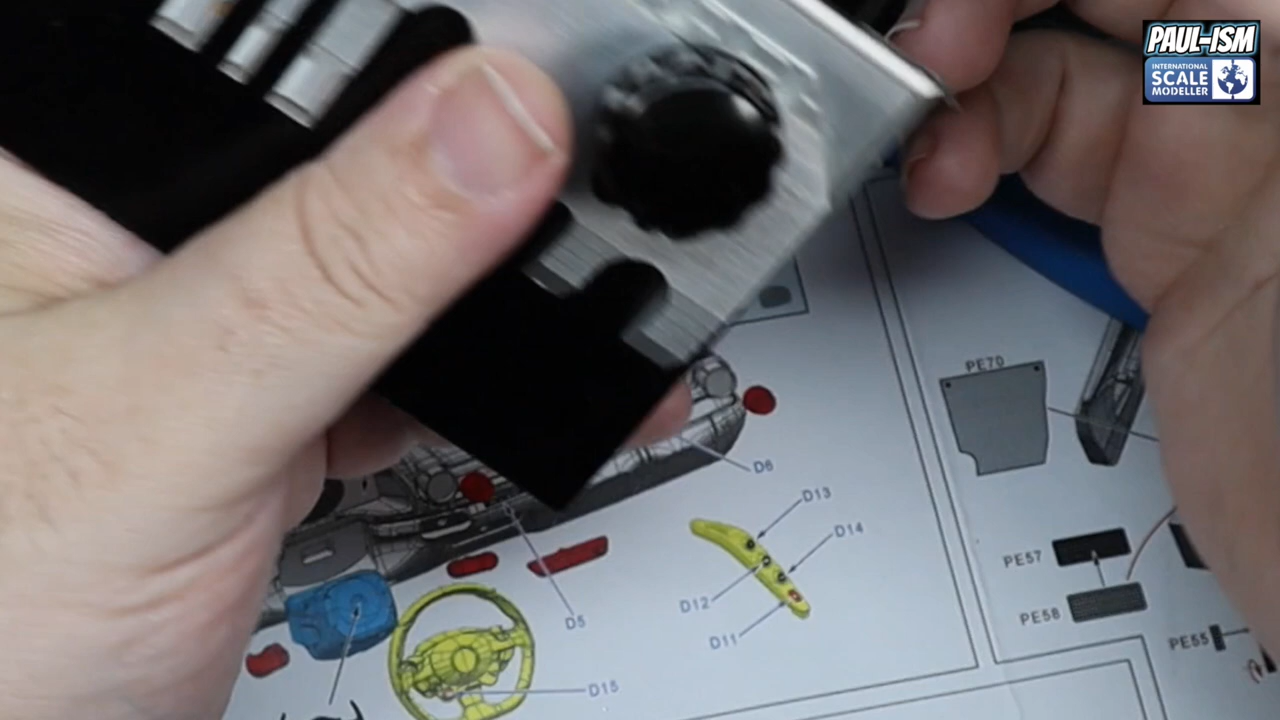 PAUL-ISM
INTERNATIONAL
SCALE
MODELLER
PE70
D6
D13
D14
PE57
D12
PE58
D5
D11
PE55
D15